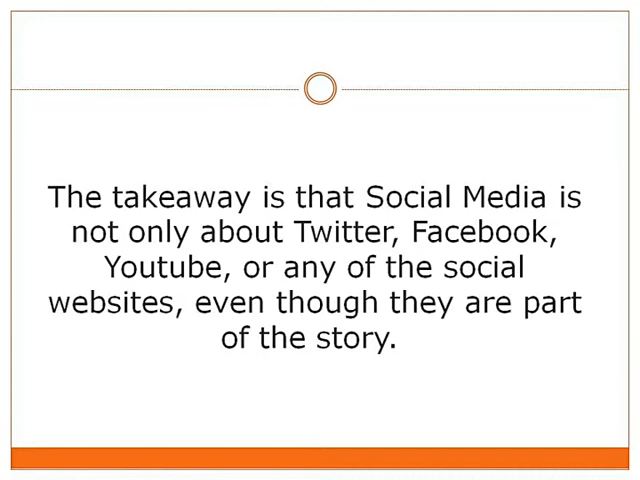 The takeaway is that Social Media is
not only about Twitter, Facebook,
Youtube, or any of the social
websites, even though they are part
of the story.